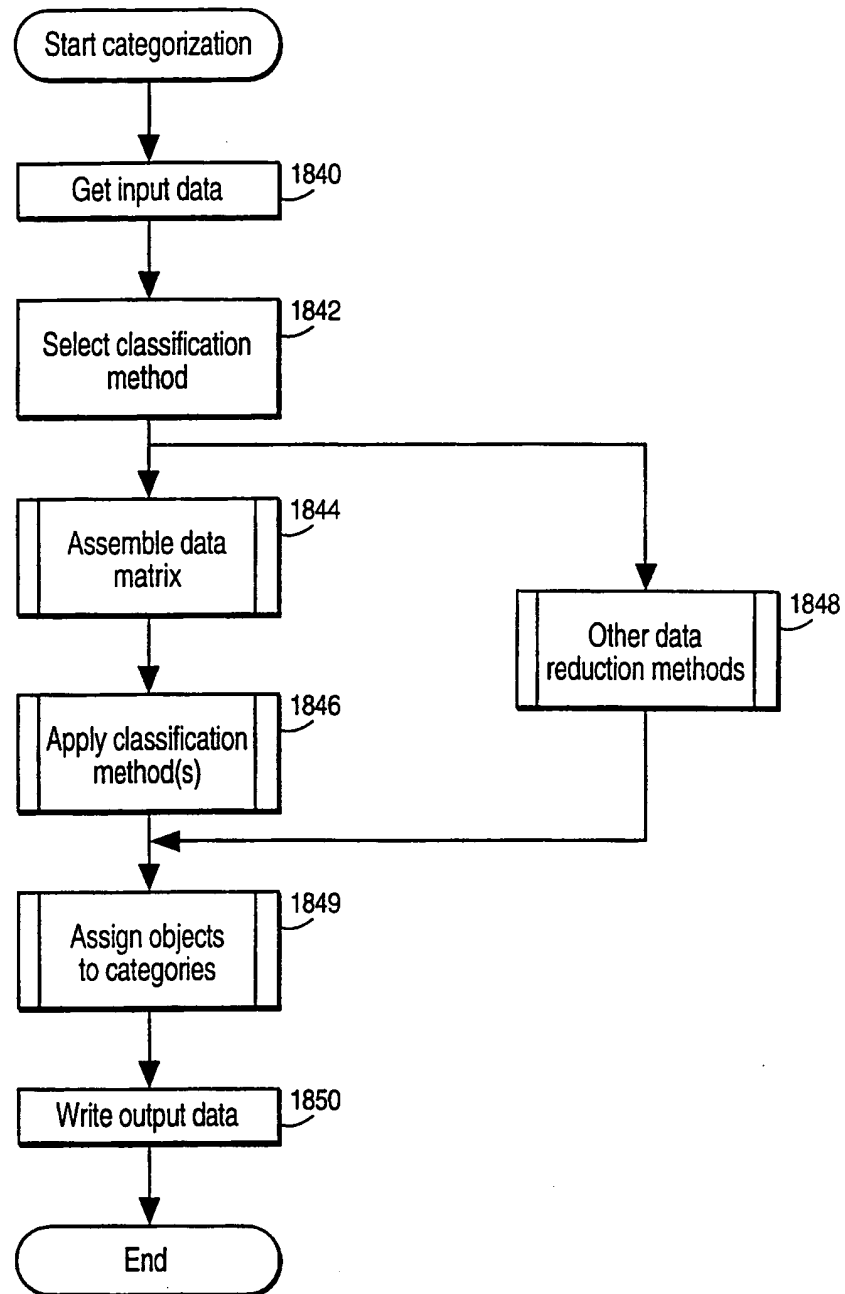 Start categorization
Get input data
1840
Select classification
method
1842
Assemble data
matrix
1844
Other data
reduction methods
1848
Apply classification
method(s)
1846
Assign objects
to categories
1849
Write output data
1850
End